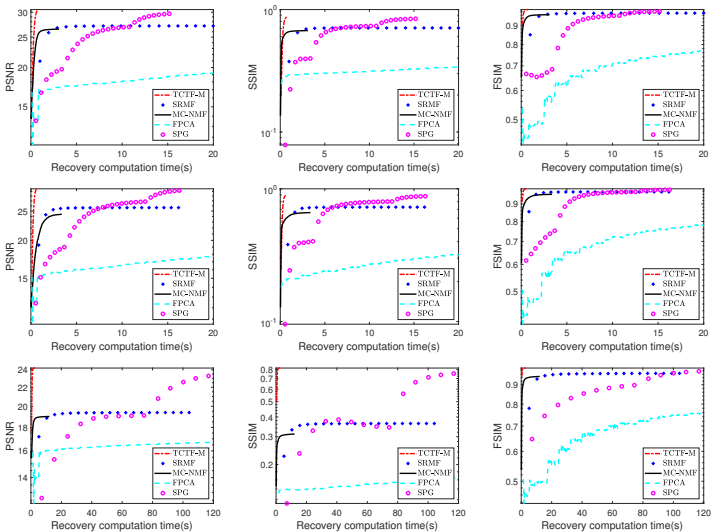 PSNR
30
25
20
15
0 5 10 15 20
Recovery computation time(s)
TCTF-M
SRMF
MC-NMF
FPCA
SPG
SSIM
10^0
10^-1
0 5 10 15 20
Recovery computation time(s)
TCTF-M
SRMF
MC-NMF
FPCA
SPG
FSIM
0.9
0.8
0.7
0.6
0.5
0 5 10 15 20
Recovery computation time(s)
TCTF-M
SRMF
MC-NMF
FPCA
SPG
PSNR
25
20
15
0 5 10 15 20
Recovery computation time(s)
TCTF-M
SRMF
MC-NMF
FPCA
SPG
SSIM
10^0
10^-1
0 5 10 15 20
Recovery computation time(s)
TCTF-M
SRMF
MC-NMF
FPCA
SPG
FSIM
0.9
0.8
0.7
0.6
0.5
0 5 10 15 20
Recovery computation time(s)
TCTF-M
SRMF
MC-NMF
FPCA
SPG
PSNR
24
22
20
18
16
14
0 20 40 60 80 100 120
Recovery computation time(s)
TCTF-M
SRMF
MC-NMF
FPCA
SPG
SSIM
0.8
0.7
0.6
0.5
0.4
0.3
0.2
0 20 40 60 80 100 120
Recovery computation time(s)
TCTF-M
SRMF
MC-NMF
FPCA
SPG
FSIM
0.9
0.8
0.7
0.6
0.5
0 20 40 60 80 100 120
Recovery computation time(s)
TCTF-M
SRMF
MC-NMF
FPCA
SPG